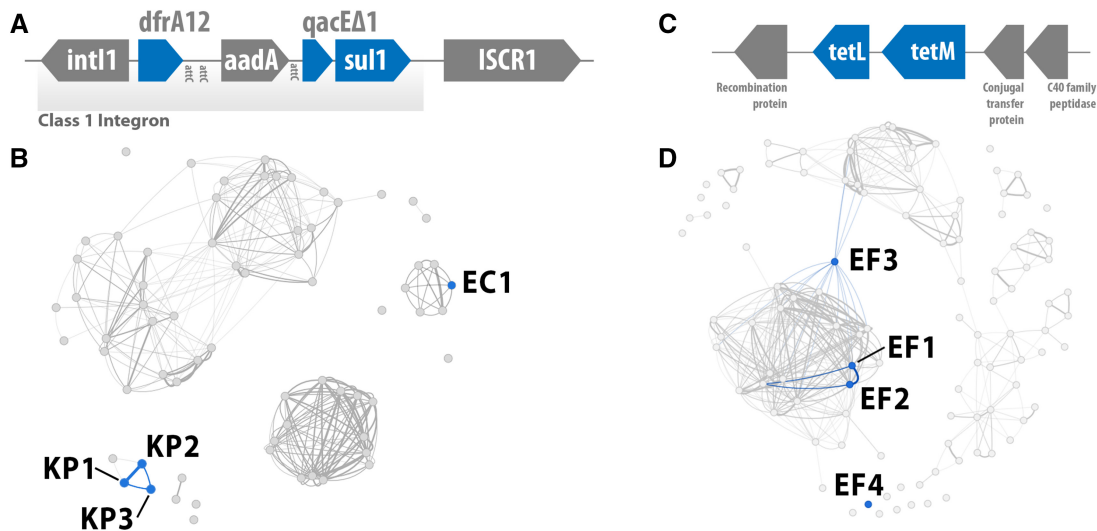 A
dfrA12
qacEΔ1
intI1
aadA
sul1
ISCR1
attC
attC
attC
Class 1 Integron
C
tetL
tetM
Recombination
protein
Conjugal
transfer
protein
C40 family
peptidase
B
EC1
KP2
KP1
KP3
D
EF3
EF1
EF2
EF4